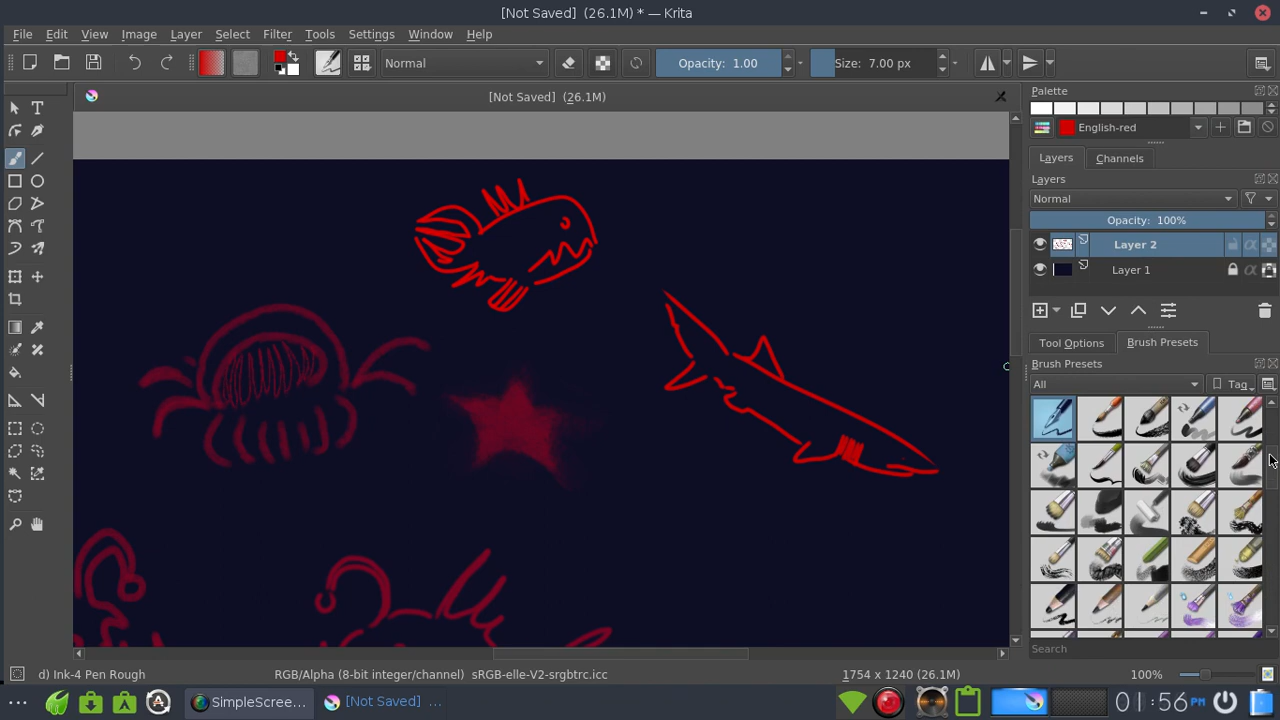 [Not Saved] (26.1M) * — Krita
File Edit View Image Layer Select Filter Tools Settings Window Help
Normal Opacity: 1.00 Size: 7.00 px
[Not Saved] (26.1M)
Palette
English-red
Layers Channels
Layers
Normal
Opacity: 100%
Layer 2
Layer 1
Tool Options Brush Presets
Brush Presets
All Tag
Search
d) Ink-4 Pen Rough RGB/Alpha (8-bit integer/channel) sRGB-elle-V2-srgbtrc.icc 1754 x 1240 (26.1M) 100%
SimpleScree... [Not Saved] ... 01:56 PM